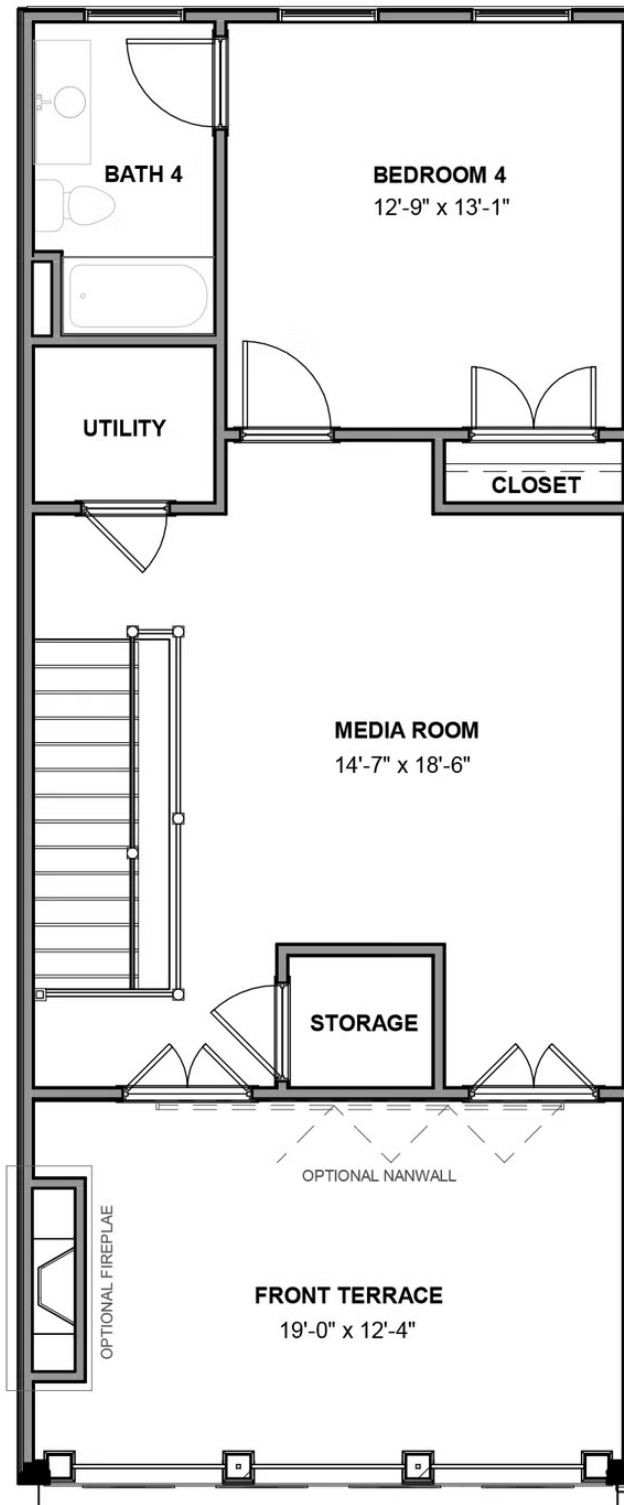 BATH 4
BEDROOM 4
12'-9" x 13'-1"
UTILITY
CLOSET
MEDIA ROOM
14'-7" x 18'-6"
STORAGE
OPTIONAL NANWALL
OPTIONAL FIREPLAE
FRONT TERRACE
19'-0" x 12'-4"